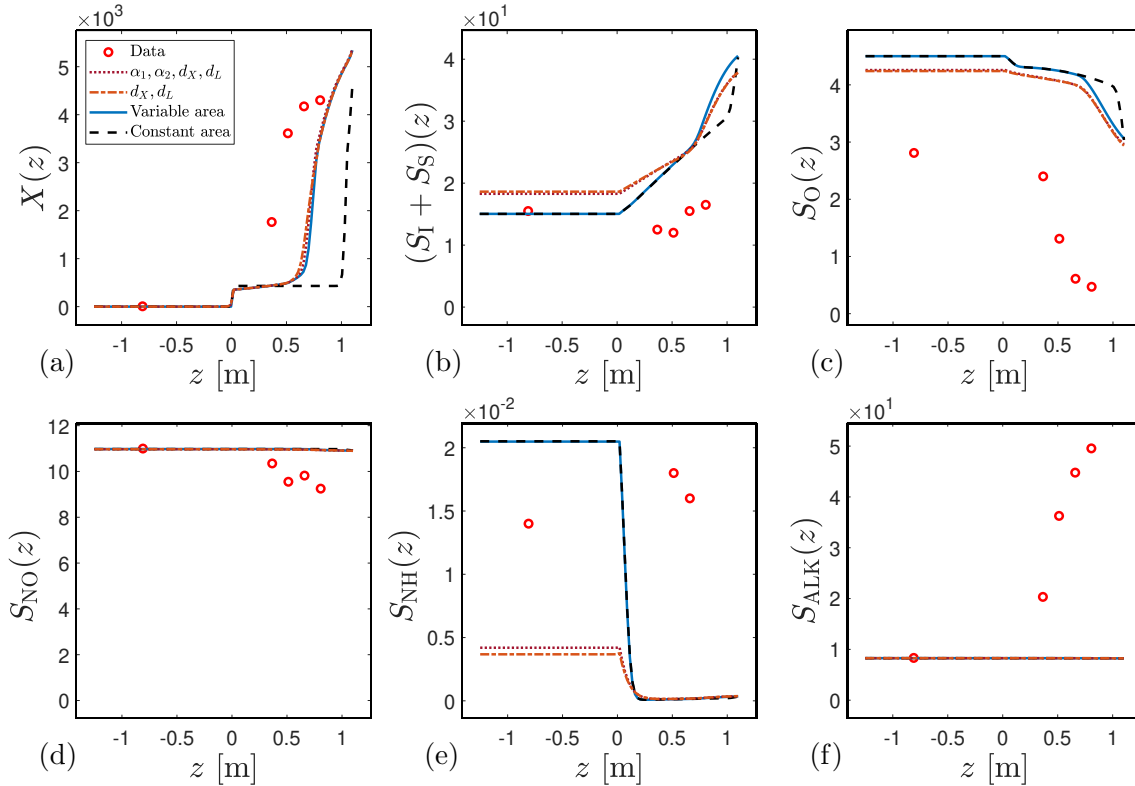 ×10³
5
4
3
2
1
0
X(z)
Data
α₁, α₂, d_X, d_L
d_X, d_L
Variable area
Constant area
-1 -0.5 0 0.5 1
(a) z [m]
×10¹
4
3
2
1
0
(S_I + S_S)(z)
-1 -0.5 0 0.5 1
(b) z [m]
4
3
2
1
0
S_O(z)
-1 -0.5 0 0.5 1
(c) z [m]
12
10
8
6
4
2
0
S_NO(z)
-1 -0.5 0 0.5 1
(d) z [m]
×10⁻²
2
1.5
1
0.5
0
S_NH(z)
-1 -0.5 0 0.5 1
(e) z [m]
×10¹
5
4
3
2
1
0
S_ALK(z)
-1 -0.5 0 0.5 1
(f) z [m]